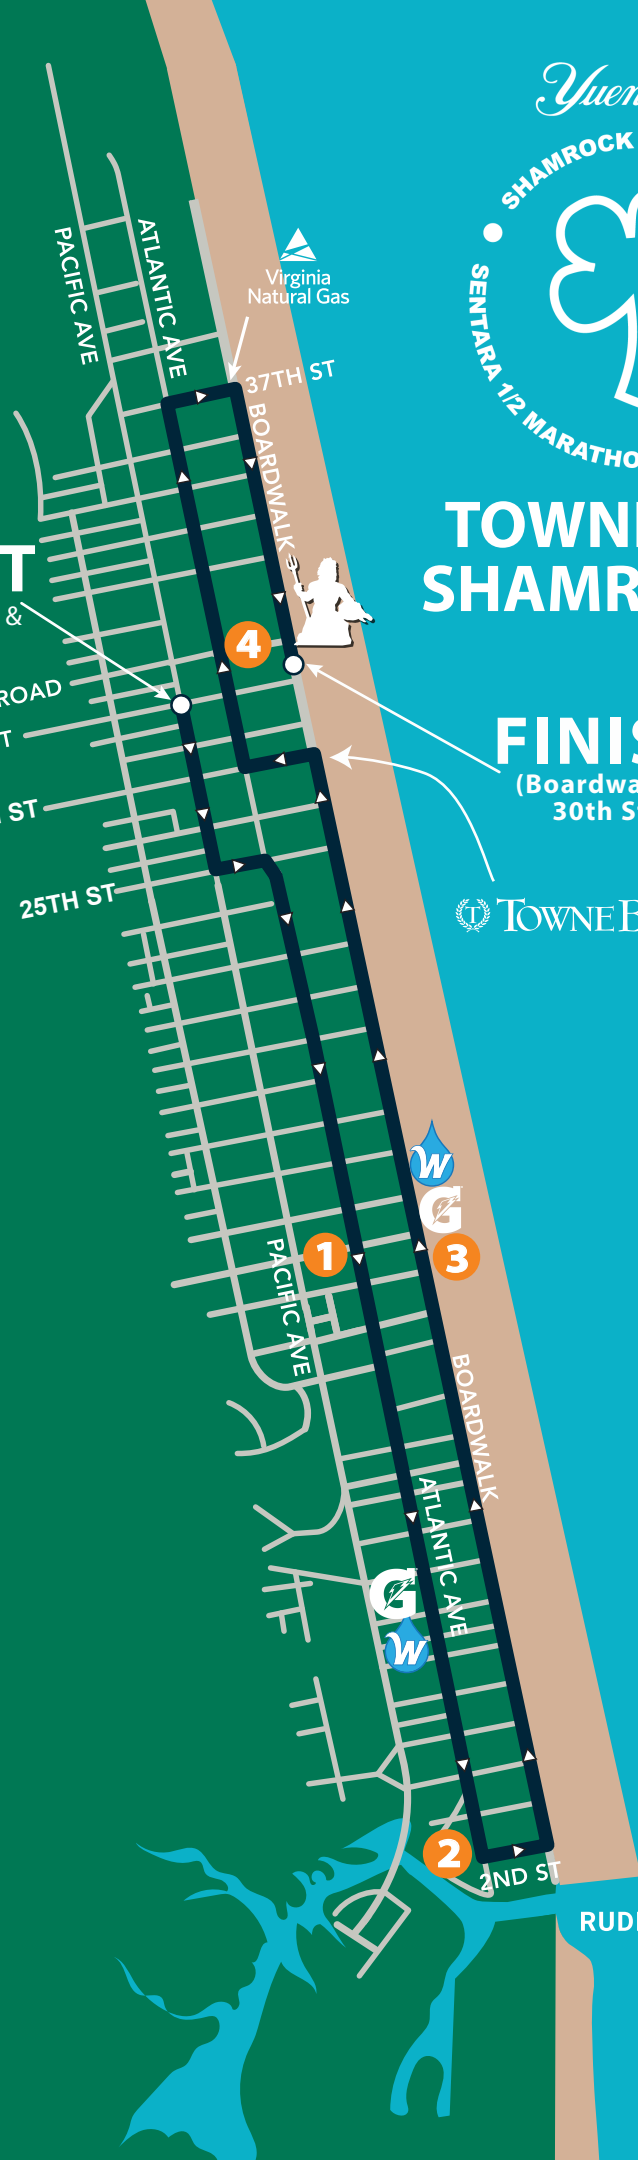 Yuen
SHAMROCK
SENTARA 1/2 MARATHO
PACIFIC AVE
ATLANTIC AVE
Virginia
Natural Gas
37TH ST
BOARDWALK
TOWN
SHAMR
T
&
4
ROAD
T
FINIS
(Boardwa
30th S
ST
25TH ST
T
TOWNE B
W
G
1
3
PACIFIC AVE
BOARDWALK
ATLANTIC AVE
G
W
2
2ND ST
RUD